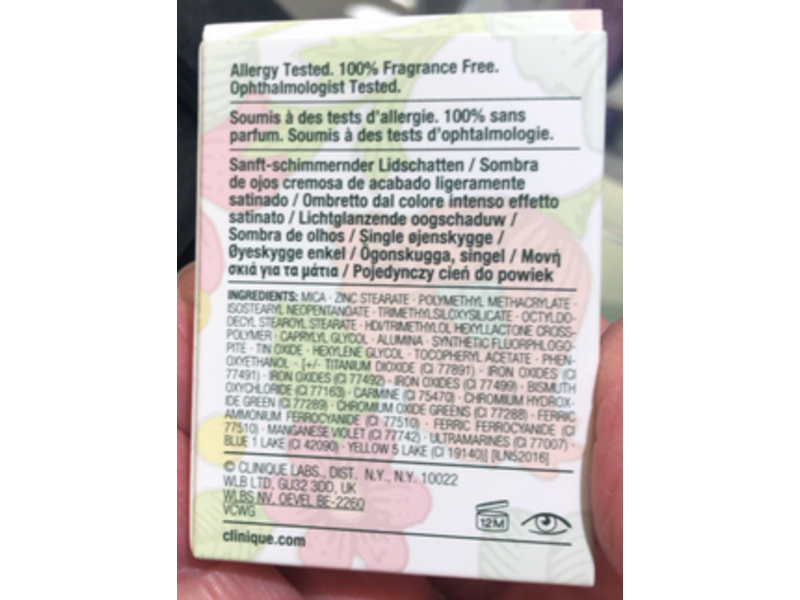 Allergy Tested. 100% Fragrance Free.
Ophthalmologist Tested.
Soumis à des tests d'allergie. 100% sans
parfum. Soumis à des tests d'ophtalmologie.
Sanft-schimmernder Lidschatten / Sombra
de ojos cremosa de acabado ligeramente
satinado / Ombretto dal colore intenso effetto
satinato / Lichtglanzende oogschaduw /
Sombra de olhos / Single øjenskygge /
Øyeskygge enkel / Ögonskugga, singel / Μονή
σκιά για τα μάτια / Pojedynczy cień do powiek
INGREDIENTS: MICA · ZINC STEARATE · POLYMETHYL METHACRYLATE ·
ISOSTEARYL NEOPENTANOATE · TRIMETHYLSILOXYSILICATE · OCTYLDO-
DECYL STEAROYL STEARATE · HDI/TRIMETHYLOL HEXYLLACTONE CROSS-
POLYMER · CAPRYLYL GLYCOL · ALUMINA · SYNTHETIC FLUORPHLOGO-
PITE · TIN OXIDE · HEXYLENE GLYCOL · TOCOPHERYL ACETATE · PHEN-
OXYETHANOL · [+/- TITANIUM DIOXIDE (CI 77891) · IRON OXIDES (CI
77491) · IRON OXIDES (CI 77492) · IRON OXIDES (CI 77499) · BISMUTH
OXYCHLORIDE (CI 77163) · CARMINE (CI 75470) · CHROMIUM HYDROX-
IDE GREEN (CI 77289) · CHROMIUM OXIDE GREENS (CI 77288) · FERRIC
AMMONIUM FERROCYANIDE (CI 77510) · FERRIC FERROCYANIDE (CI
77510) · MANGANESE VIOLET (CI 77742) · ULTRAMARINES (CI 77007) ·
BLUE 1 LAKE (CI 42090) · YELLOW 5 LAKE (CI 19140)] [ILN52016]
© CLINIQUE LABS., DIST. N.Y., N.Y. 10022
WLB LTD, GU32 3DD, UK
WLBS NV, OEVEL BE-2260
VCWG
12M
clinique.com